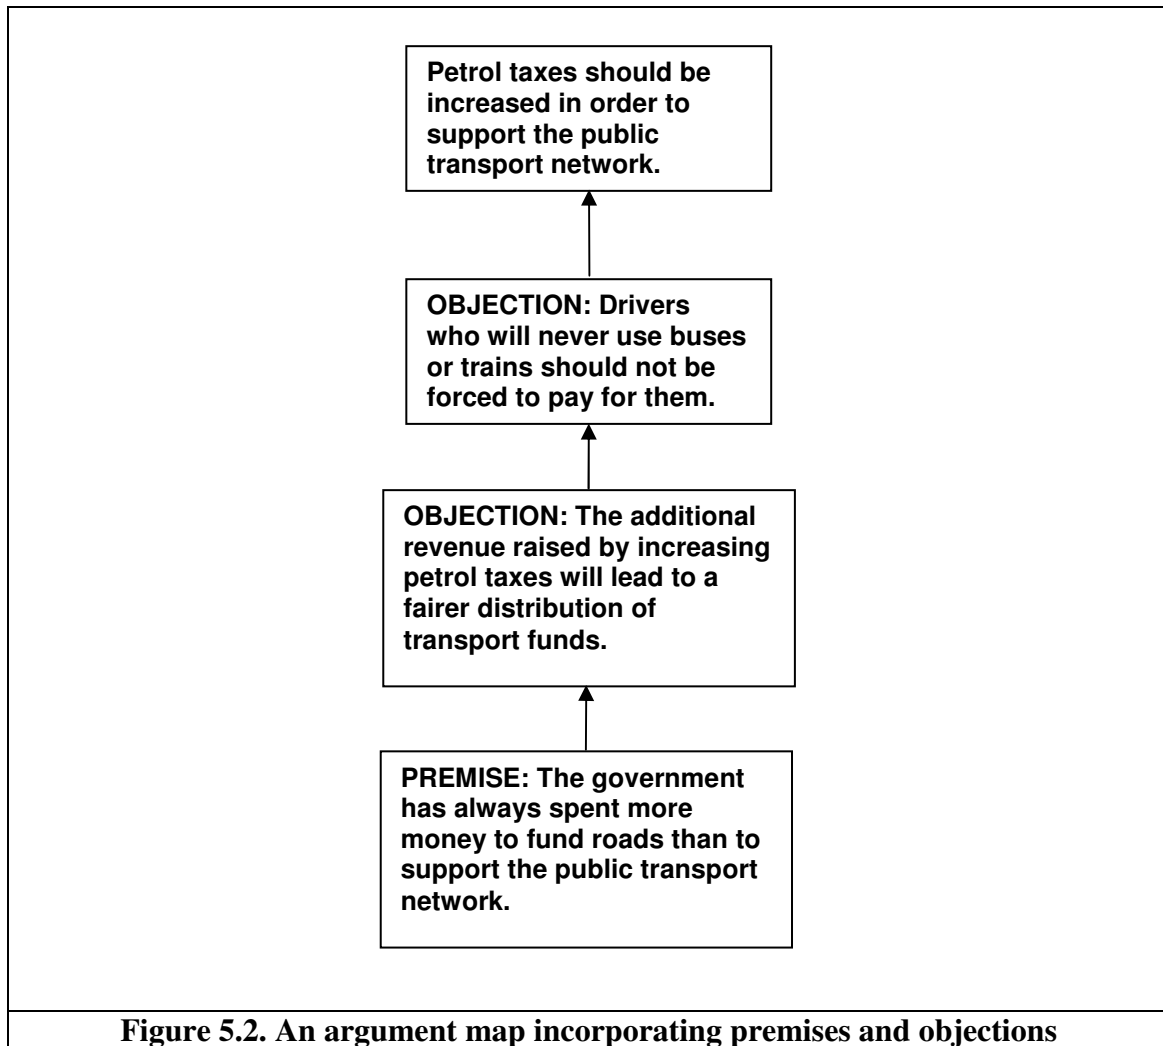 Petrol taxes should be
increased in order to
support the public
transport network.
OBJECTION: Drivers
who will never use buses
or trains should not be
forced to pay for them.
OBJECTION: The additional
revenue raised by increasing
petrol taxes will lead to a
fairer distribution of
transport funds.
PREMISE: The government
has always spent more
money to fund roads than to
support the public transport
network.
Figure 5.2. An argument map incorporating premises and objections